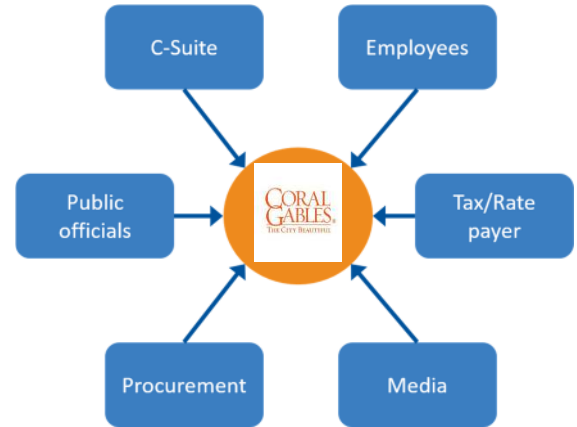 C-Suite
Employees
Public
officials
CORAL
GABLES®
THE CITY BEAUTIFUL
Tax/Rate
payer
Procurement
Media